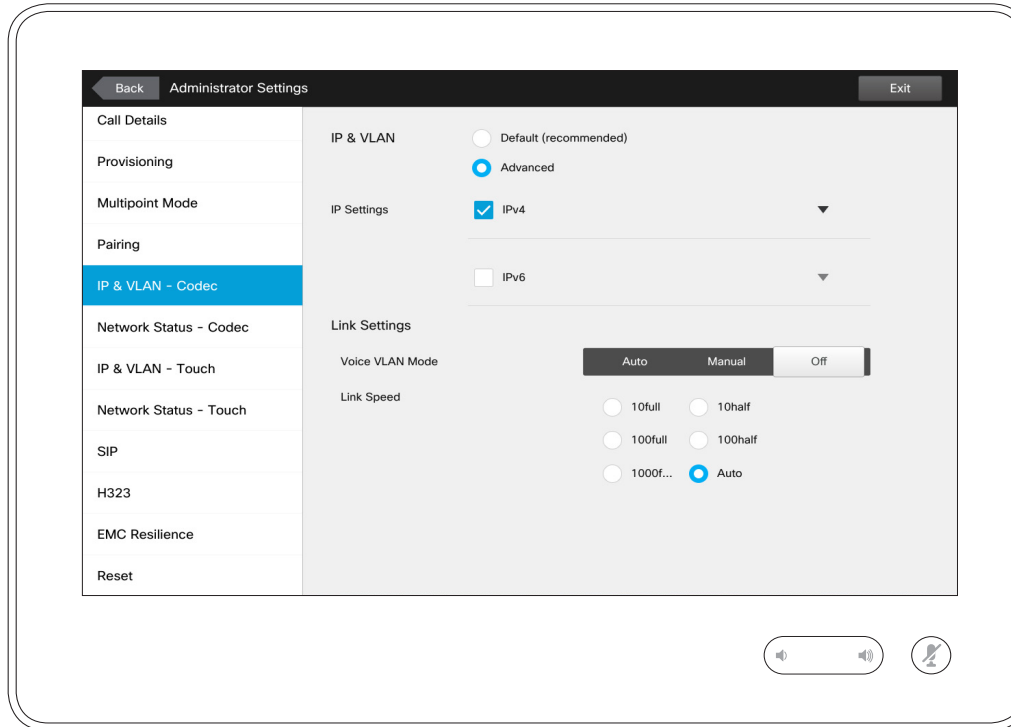 Back
Administrator Settings
Exit
Call Details
Provisioning
Multipoint Mode
Pairing
IP & VLAN - Codec
Network Status - Codec
IP & VLAN - Touch
Network Status - Touch
SIP
H323
EMC Resilience
Reset
IP & VLAN
Default (recommended)
Advanced
IP Settings
IPv4
IPv6
Link Settings
Voice VLAN Mode
Auto Manual Off
Link Speed
10full 10half
100full 100half
1000f... Auto